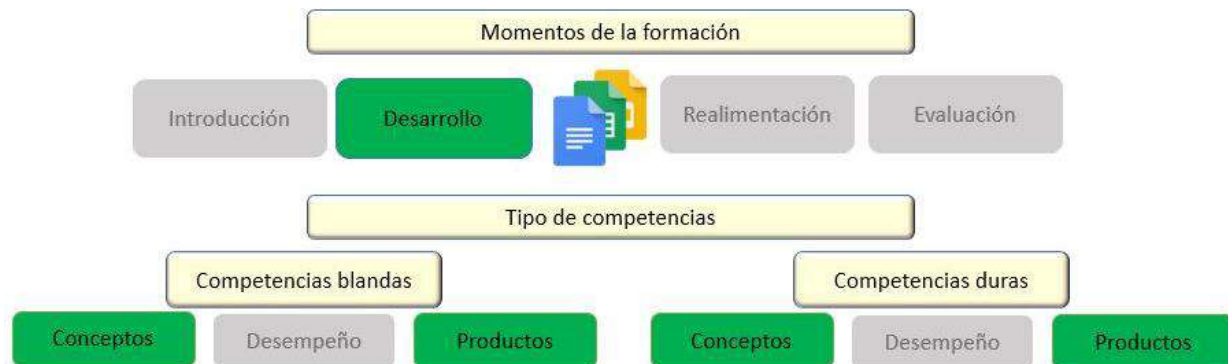 Momentos de la formación
Introducción
Desarrollo
Realimentación
Evaluación
Tipo de competencias
Competencias blandas
Competencias duras
Conceptos
Desempeño
Productos
Conceptos
Desempeño
Productos